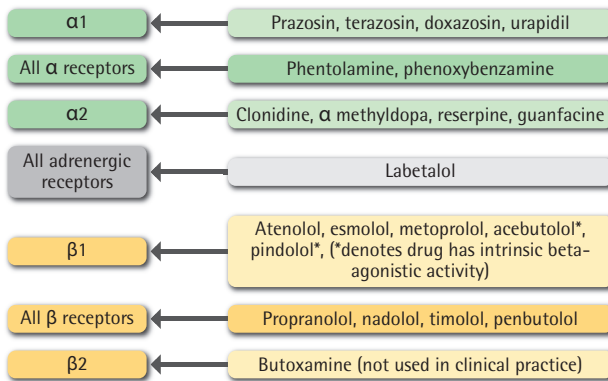 α1
Prazosin, terazosin, doxazosin, urapidil
All α receptors
Phentolamine, phenoxybenzamine
α2
Clonidine, α methyldopa, reserpine, guanfacine
All adrenergic
receptors
Labetalol
β1
Atenolol, esmolol, metoprolol, acebutolol*,
pindolol*, (*denotes drug has intrinsic beta-
agonistic activity)
All β receptors
Propranolol, nadolol, timolol, penbutolol
β2
Butoxamine (not used in clinical practice)